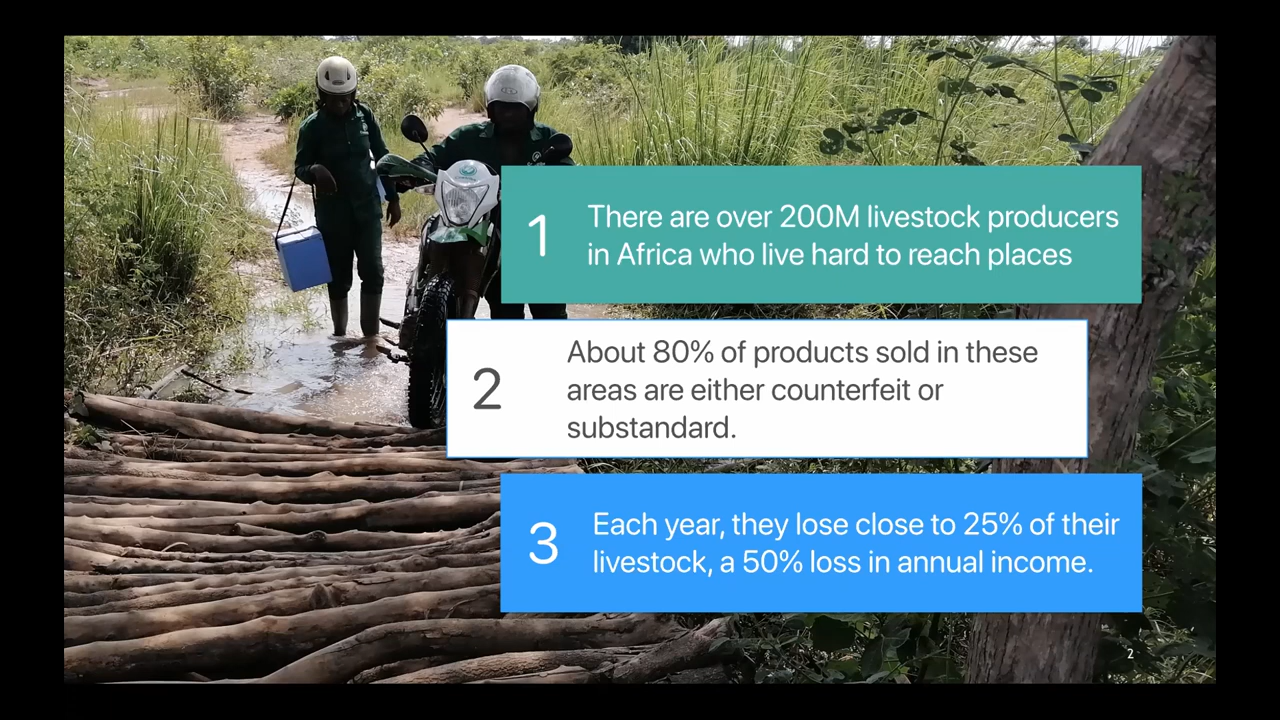 1
There are over 200M livestock producers
in Africa who live hard to reach places
2
About 80% of products sold in these
areas are either counterfeit or
substandard.
3
Each year, they lose close to 25% of their
livestock, a 50% loss in annual income.
2